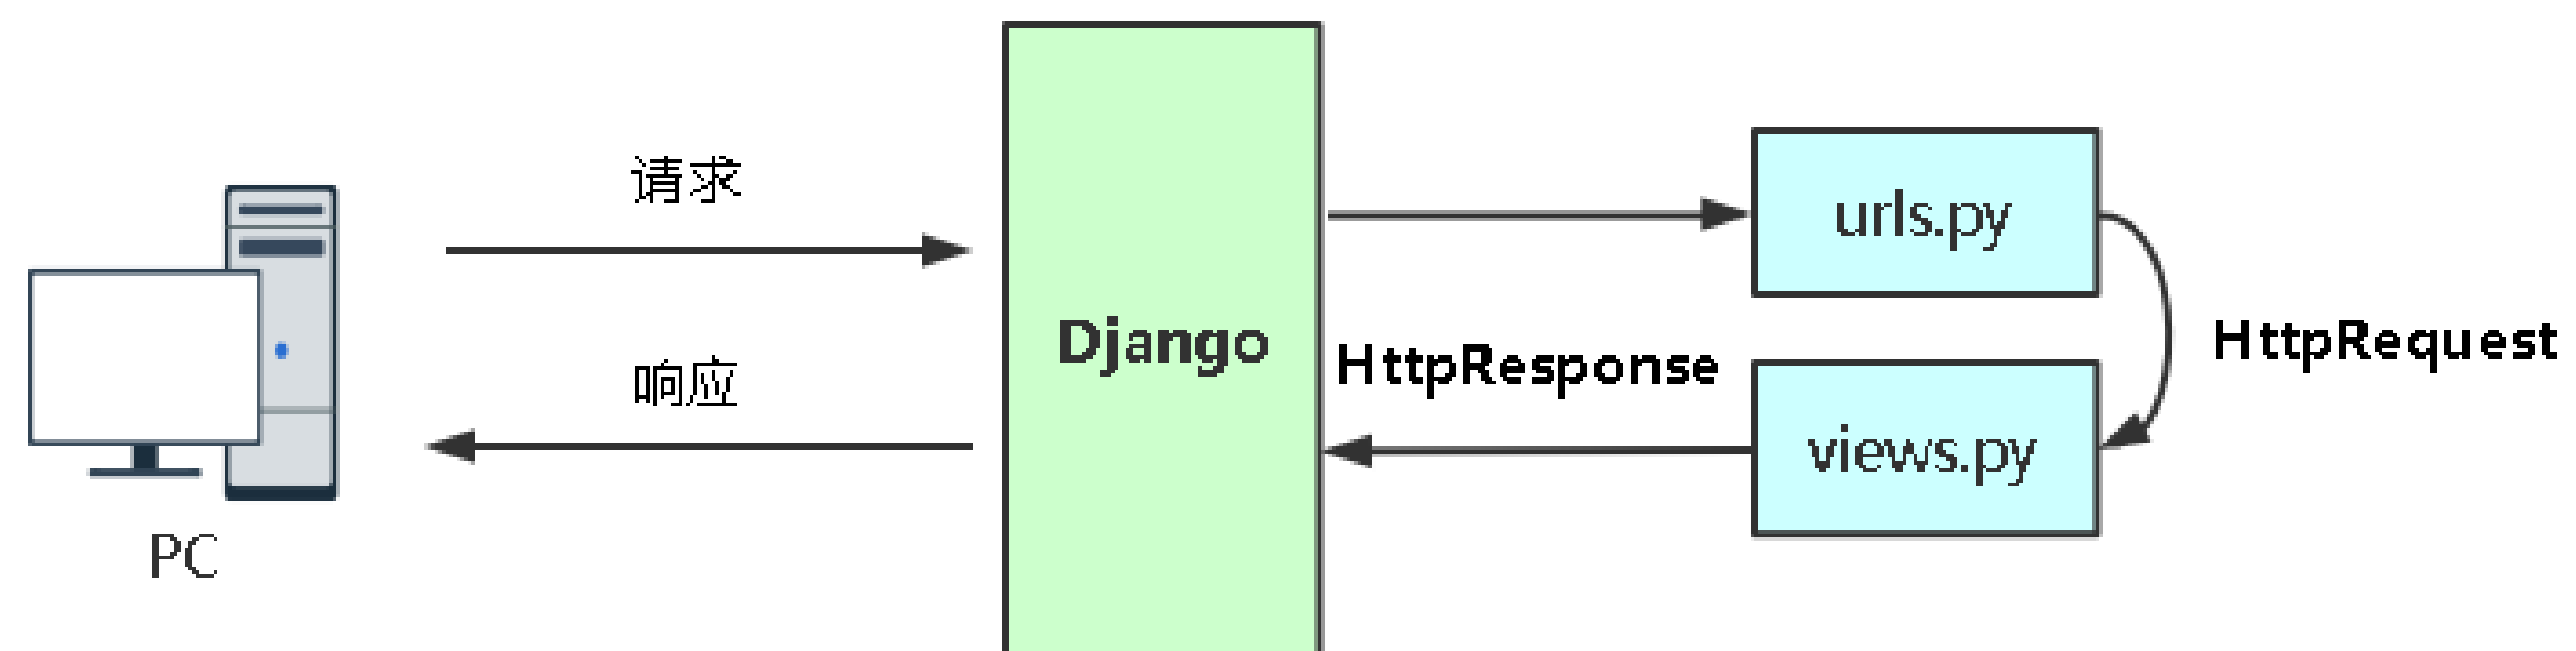 请求
urls.py
Django
HttpResponse
HttpRequest
响应
views.py
PC